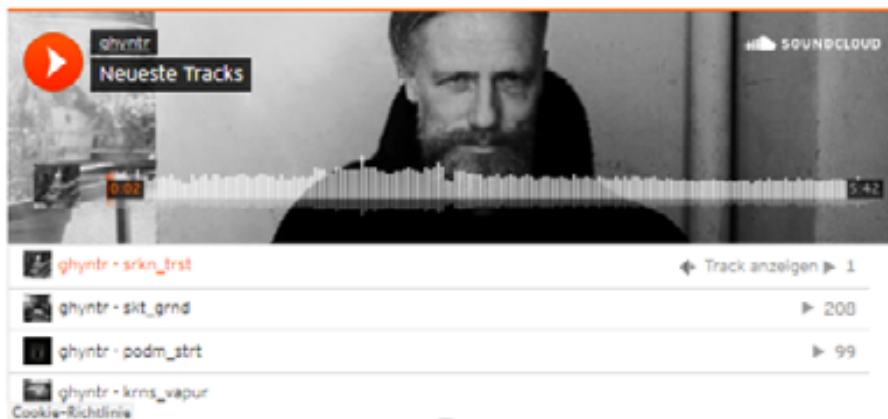 ghyntr
Neueste Tracks
SOUNDCLOUD
0:02
5:42
ghyntr - srkn_trst Track anzeigen 1
ghyntr - skt_grnd 208
ghyntr - podm_strt 99
ghyntr - krns_vapur
Cookie-Richtlinie